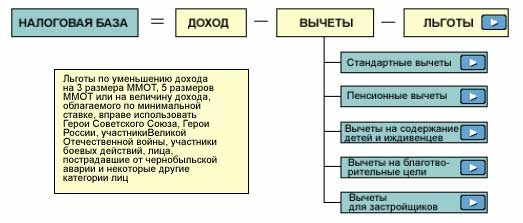 НАЛОГОВАЯ БАЗА = ДОХОД – ВЫЧЕТЫ – ЛЬГОТЫ
Стандартные вычеты
Пенсионные вычеты
Вычеты на содержание
детей и иждивенцев
Вычеты на благотво-
рительные цели
Вычеты
для застройщиков
Льготы по уменьшению дохода
на 3 размера ММОТ, 5 размеров
ММОТ или на величину дохода,
облагаемого по минимальной
ставке, вправе использовать
Герои Советского Союза, Герои
России, участникиВеликой
Отечественной войны, участники
боевых действий, лица,
пострадавшие от чернобыльской
аварии и некоторые другие
категории лиц